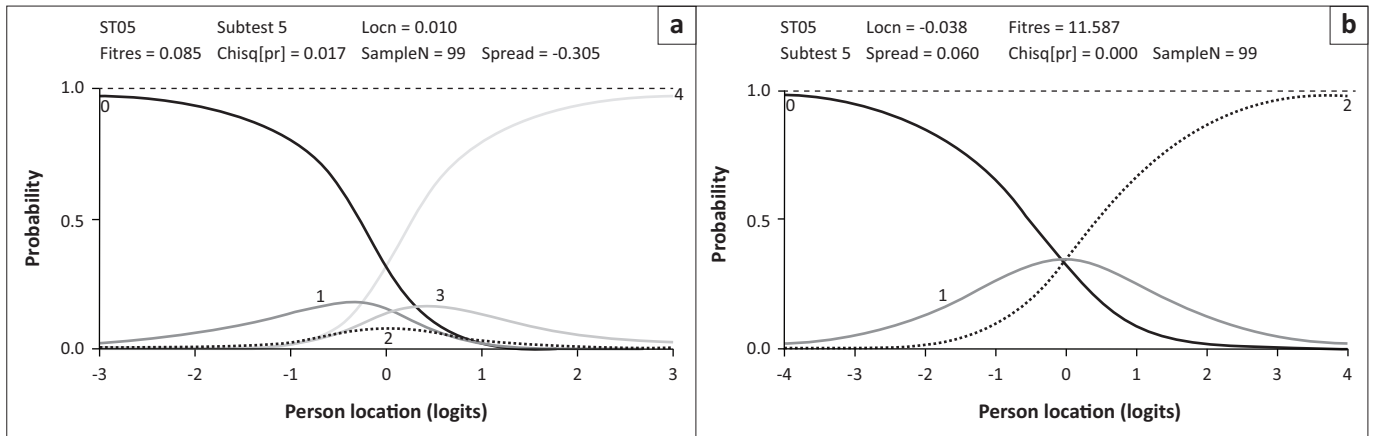 ST05 Subtest 5 Locn = 0.010 a
Fitres = 0.085 Chisq[pr] = 0.017 SampleN = 99 Spread = -0.305
1.0
0
4
0.5
Probability
1
3
2
0.0
-3 -2 -1 0 1 2 3
Person location (logits)
ST05 Locn = -0.038 Fitres = 11.587 b
Subtest 5 Spread = 0.060 Chisq[pr] = 0.000 SampleN = 99
1.0
0
2
0.5
Probability
1
0.0
-4 -3 -2 -1 0 1 2 3 4
Person location (logits)